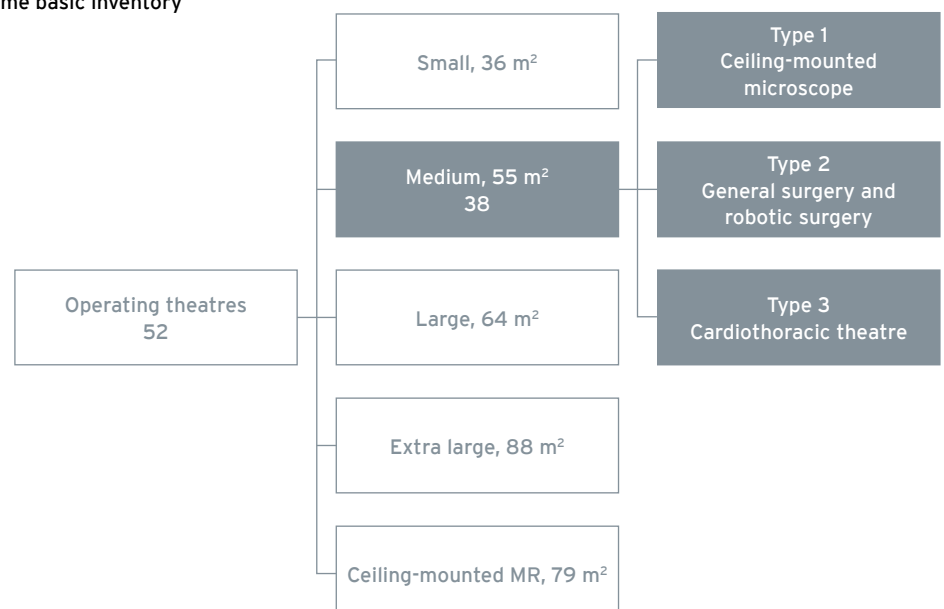 me basic inventory
Small, 36 m²
Type 1
Ceiling-mounted
microscope
Medium, 55 m²
38
Type 2
General surgery and
robotic surgery
Operating theatres
52
Large, 64 m²
Type 3
Cardiothoracic theatre
Extra large, 88 m²
Ceiling-mounted MR, 79 m²